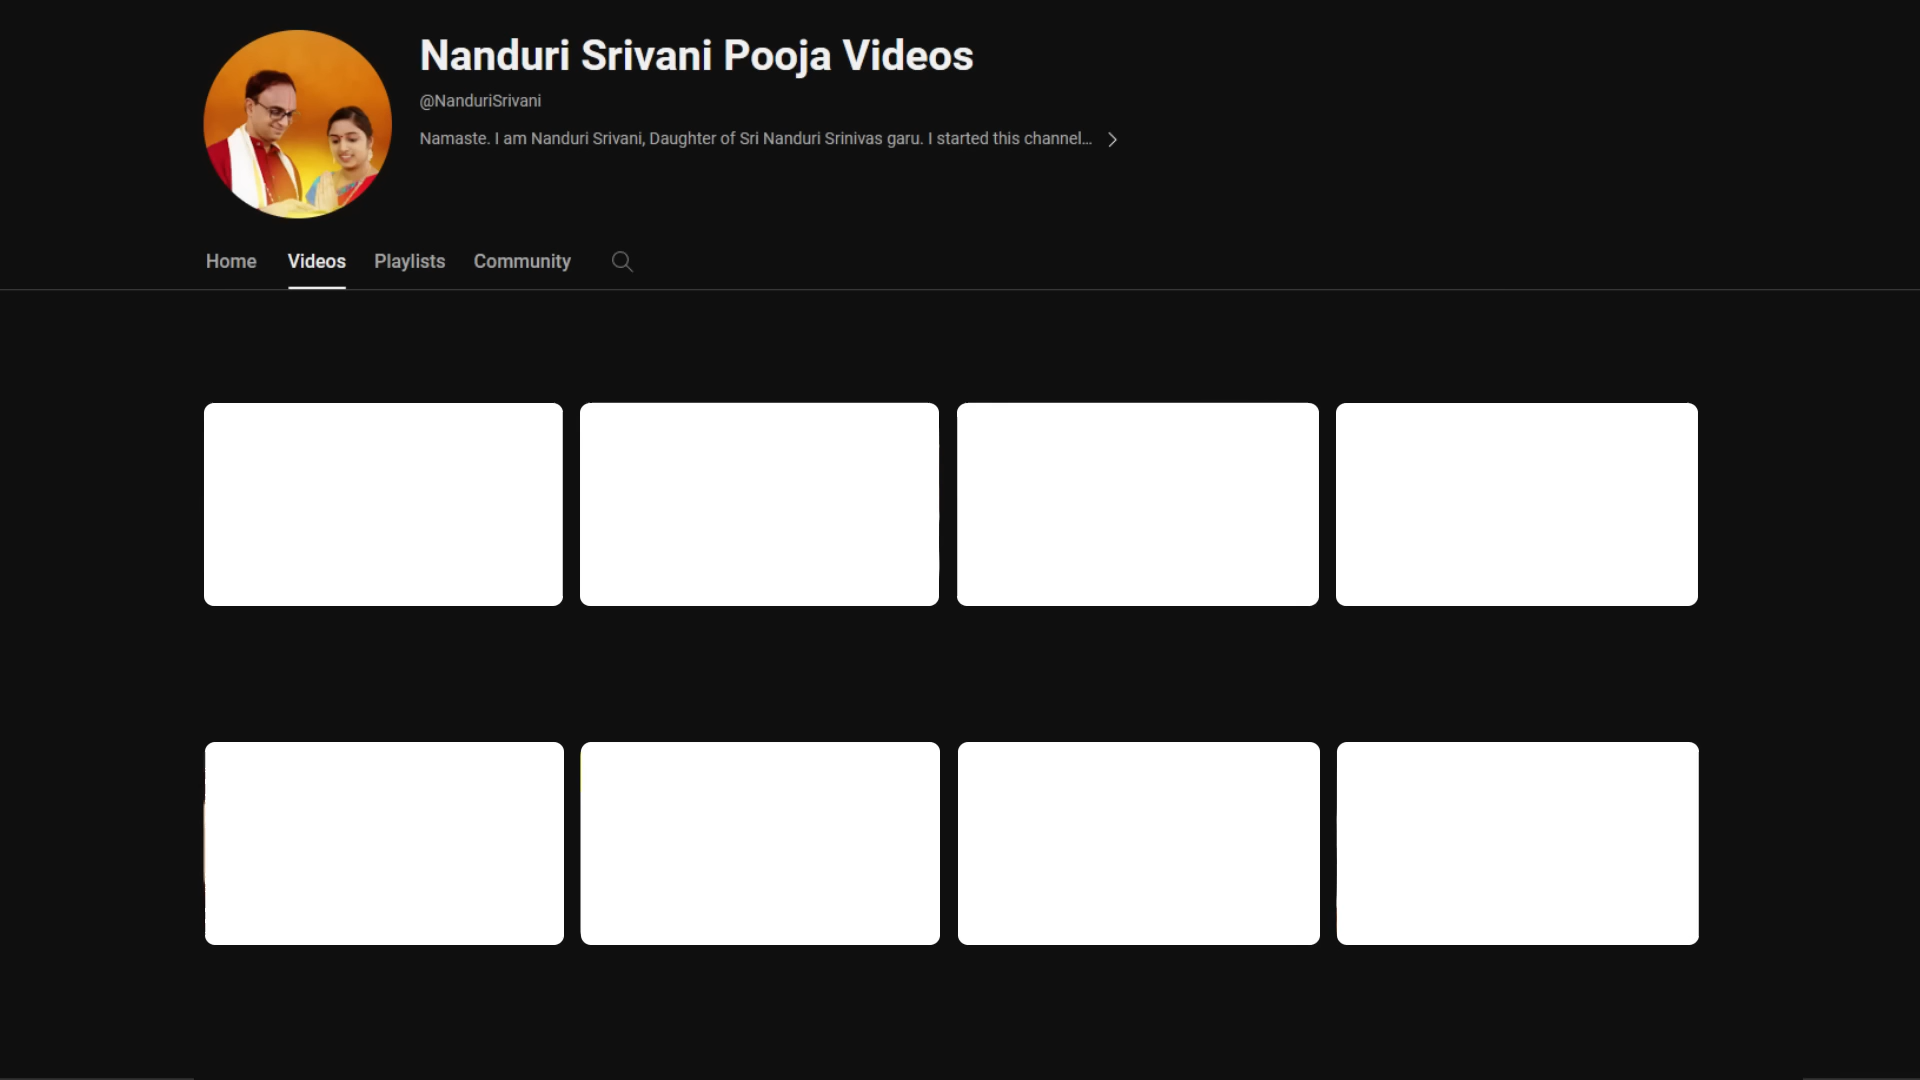 Nanduri Srivani Pooja Videos
@NanduriSrivani
Namaste. I am Nanduri Srivani, Daughter of Sri Nanduri Srinivas garu. I started this channel...
Home Videos Playlists Community